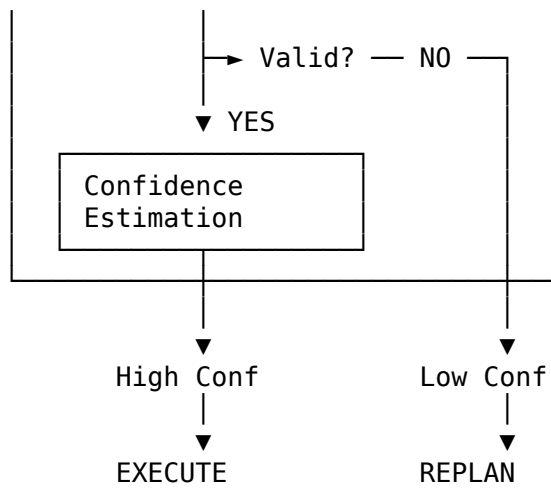 Valid? NO
YES
Confidence
Estimation
High Conf Low Conf
EXECUTE REPLAN